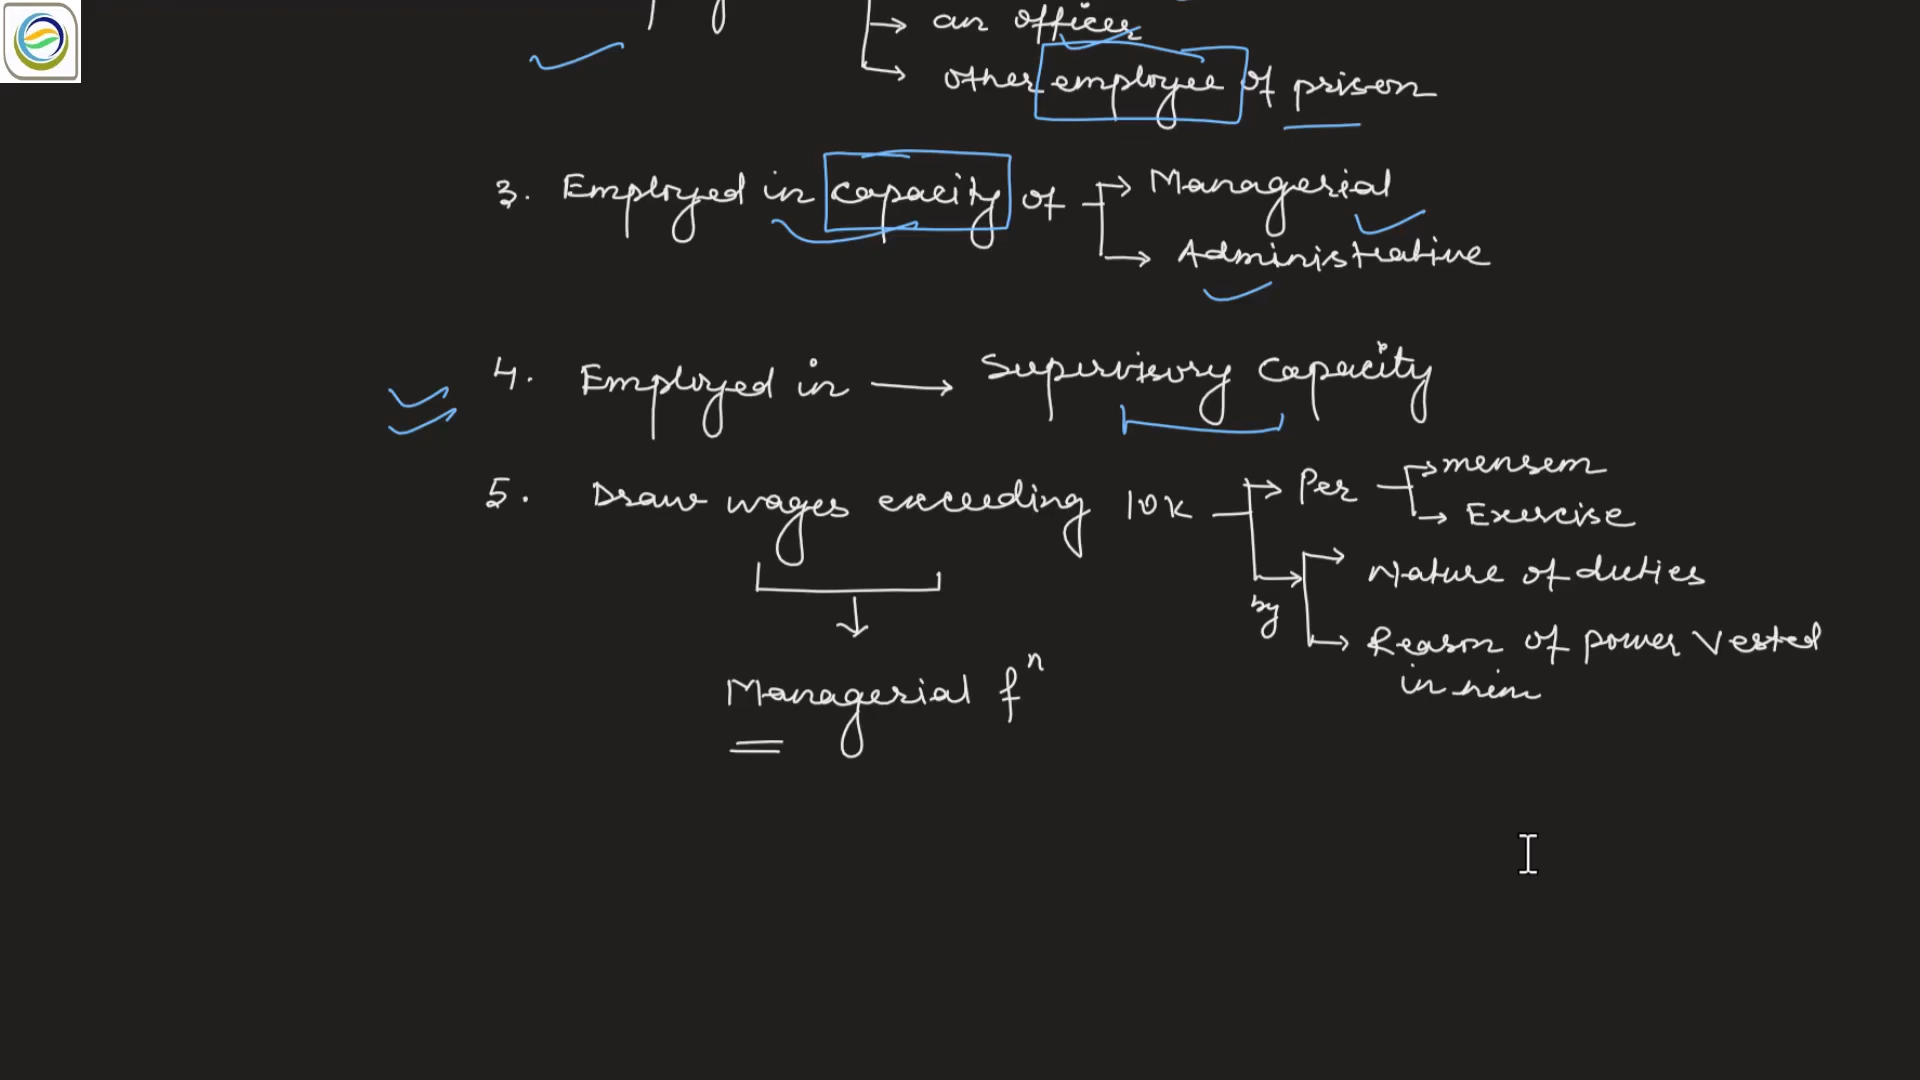 → an officer
→ other employee of prison
3. Employed in capacity of → Managerial
→ Administrative
4. Employed in → Supervisory Capacity
5. Draw wages exceeding 10K → Per → mensem
→ Exercise
by → Nature of duties
→ Reason of power vested
in him
↓
Managerial fⁿ